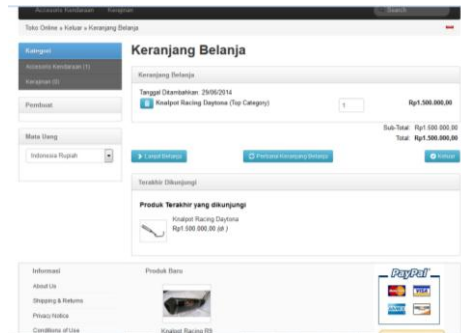 Accesoris Kendaraan Kerajinan Search
Toko Online » Keluar » Keranjang Belanja
Kategori
Accesoris Kendaraan (1)
Kerajinan (0)
Pembuat
Mata Uang
Indonesia Rupiah
Keranjang Belanja
Keranjang Belanja
Tanggal Ditambahkan: 29/06/2014
Knalpot Racing Daytona (Top Category) 1 Rp1.500.000,00
Sub-Total: Rp1.500.000,00
Total: Rp1.500.000,00
Lanjut Belanja Perbarui Keranjang Belanja Keluar
Terakhir Dikunjungi
Produk Terakhir yang dikunjungi
Knalpot Racing Daytona
Rp1.500.000,00
Informasi
About Us
Shipping & Returns
Privacy Notice
Conditions of Use
Produk Baru
Knalpot Racing R9
PayPal
VISA